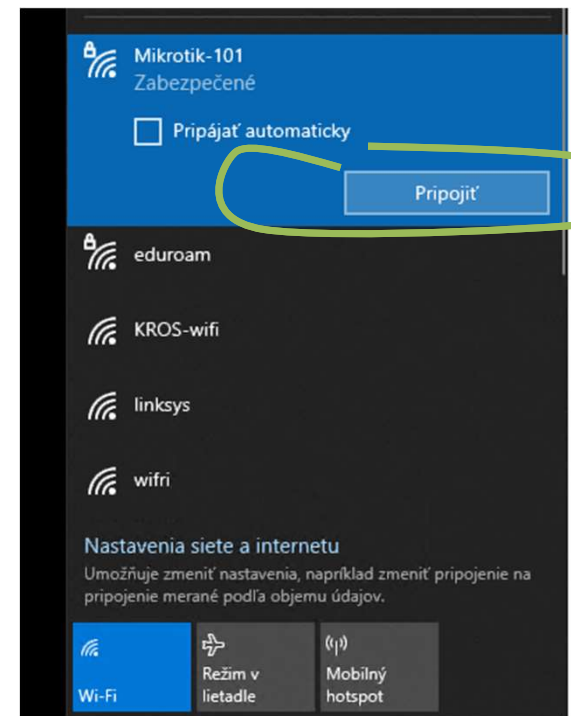 Mikrotik-101
Zabezpečené
Pripájať automaticky
Pripojiť
eduroam
KROS-wifi
linksys
wifri
Nastavenia siete a internetu
Umožňuje zmeniť nastavenia, napríklad zmeniť pripojenie na
pripojenie merané podľa objemu údajov.
Wi-Fi
Režim v
lietadle
Mobilný
hotspot